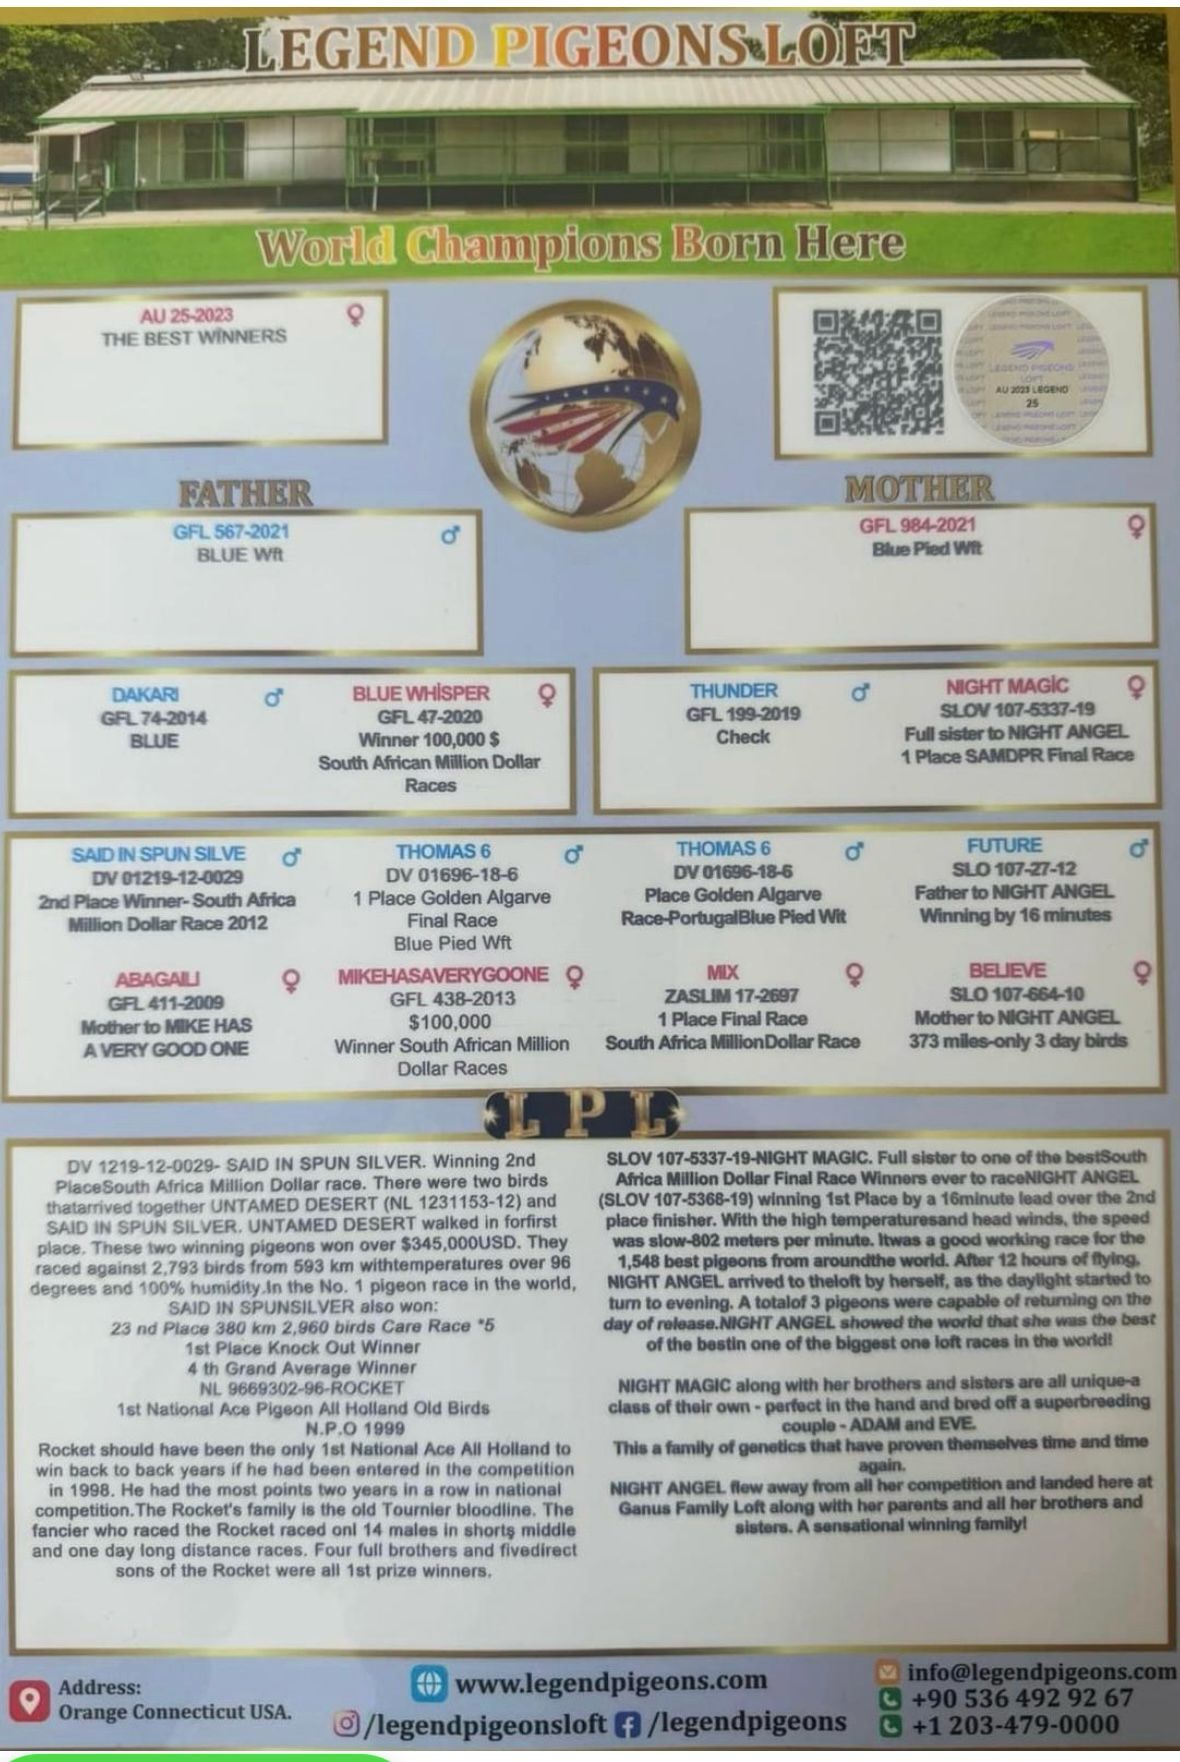 LEGEND PIGEONS LOFT
World Champions Born Here
AU 25-2023 ♀
THE BEST WİNNERS
LEGEND PIGEONS
LOFT
AU 2023 LEGEND
25
FATHER
GFL 567-2021 ♂
BLUE Wft
MOTHER
GFL 984-2021 ♀
Blue Pied Wft
DAKARI ♂
GFL 74-2014
BLUE
BLUE WHİSPER ♀
GFL 47-2020
Winner 100,000 $
South African Million Dollar
Races
THUNDER ♂
GFL 199-2019
Check
NIGHT MAGİC ♀
SLOV 107-5337-19
Full sister to NIGHT ANGEL
1 Place SAMDPR Final Race
SAID IN SPUN SILVE ♂
DV 01219-12-0029
2nd Place Winner- South Africa
Million Dollar Race 2012
THOMAS 6 ♂
DV 01696-18-6
1 Place Golden Algarve
Final Race
Blue Pied Wft
THOMAS 6 ♂
DV 01696-18-6
Place Golden Algarve
Race-PortugalBlue Pied Wit
FUTURE ♂
SLO 107-27-12
Father to NIGHT ANGEL
Winning by 16 minutes
ABAGAILI ♀
GFL 411-2009
Mother to MIKE HAS
A VERY GOOD ONE
MIKEHASAVERYGOONE ♀
GFL 438-2013
$100,000
Winner South African Million
Dollar Races
MIX ♀
ZASLIM 17-2697
1 Place Final Race
South Africa MillionDollar Race
BELIEVE ♀
SLO 107-664-10
Mother to NIGHT ANGEL
373 miles-only 3 day birds
LPL
DV 1219-12-0029- SAID IN SPUN SILVER. Winning 2nd
PlaceSouth Africa Million Dollar race. There were two birds
thatarrived together UNTAMED DESERT (NL 1231153-12) and
SAID IN SPUN SILVER. UNTAMED DESERT walked in forfirst
place. These two winning pigeons won over $345,000USD. They
raced against 2,793 birds from 593 km withtemperatures over 96
degrees and 100% humidity.In the No. 1 pigeon race in the world,
SAID IN SPUNSILVER also won:
23 nd Place 380 km 2,960 birds Care Race *5
1st Place Knock Out Winner
4 th Grand Average Winner
NL 9669302-96-ROCKET
1st National Ace Pigeon All Holland Old Birds
N.P.O 1999
Rocket should have been the only 1st National Ace All Holland to
win back to back years if he had been entered in the competition
in 1998. He had the most points two years in a row in national
competition.The Rocket's family is the old Tournier bloodline. The
fancier who raced the Rocket raced onl 14 males in shortş middle
and one day long distance races. Four full brothers and fivedirect
sons of the Rocket were all 1st prize winners.
SLOV 107-5337-19-NIGHT MAGIC. Full sister to one of the bestSouth
Africa Million Dollar Final Race Winners ever to raceNIGHT ANGEL
(SLOV 107-5368-19) winning 1st Place by a 16minute lead over the 2nd
place finisher. With the high temperaturesand head winds, the speed
was slow-802 meters per minute. Itwas a good working race for the
1,548 best pigeons from aroundthe world. After 12 hours of flying,
NIGHT ANGEL arrived to theloft by herself, as the daylight started to
turn to evening. A totalof 3 pigeons were capable of returning on the
day of release.NIGHT ANGEL showed the world that she was the best
of the bestin one of the biggest one loft races in the world!
NIGHT MAGIC along with her brothers and sisters are all unique-a
class of their own - perfect in the hand and bred off a superbreeding
couple - ADAM and EVE.
This a family of genetics that have proven themselves time and time
again.
NIGHT ANGEL flew away from all her competition and landed here at
Ganus Family Loft along with her parents and all her brothers and
sisters. A sensational winning family!
Address:
Orange Connecticut USA.
www.legendpigeons.com
/legendpigeonsloft /legendpigeons
info@legendpigeons.com
+90 536 492 92 67
+1 203-479-0000